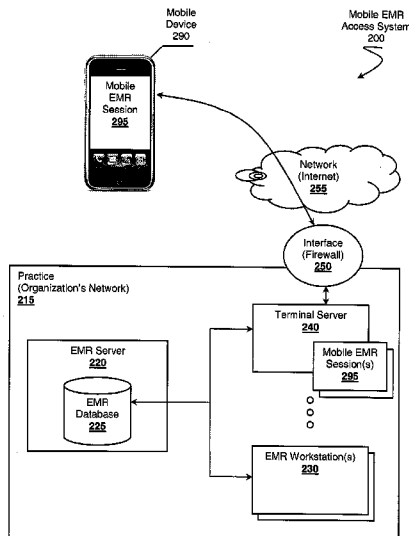 Mobile
Device
290
Mobile EMR
Access System
200
Mobile
EMR
Session
295
Network
(Internet)
255
Interface
(Firewall)
250
Practice
(Organization's Network)
215
Terminal Server
240
EMR Server
220
Mobile EMR
Session(s)
295
EMR
Database
225
EMR Workstation(s)
230